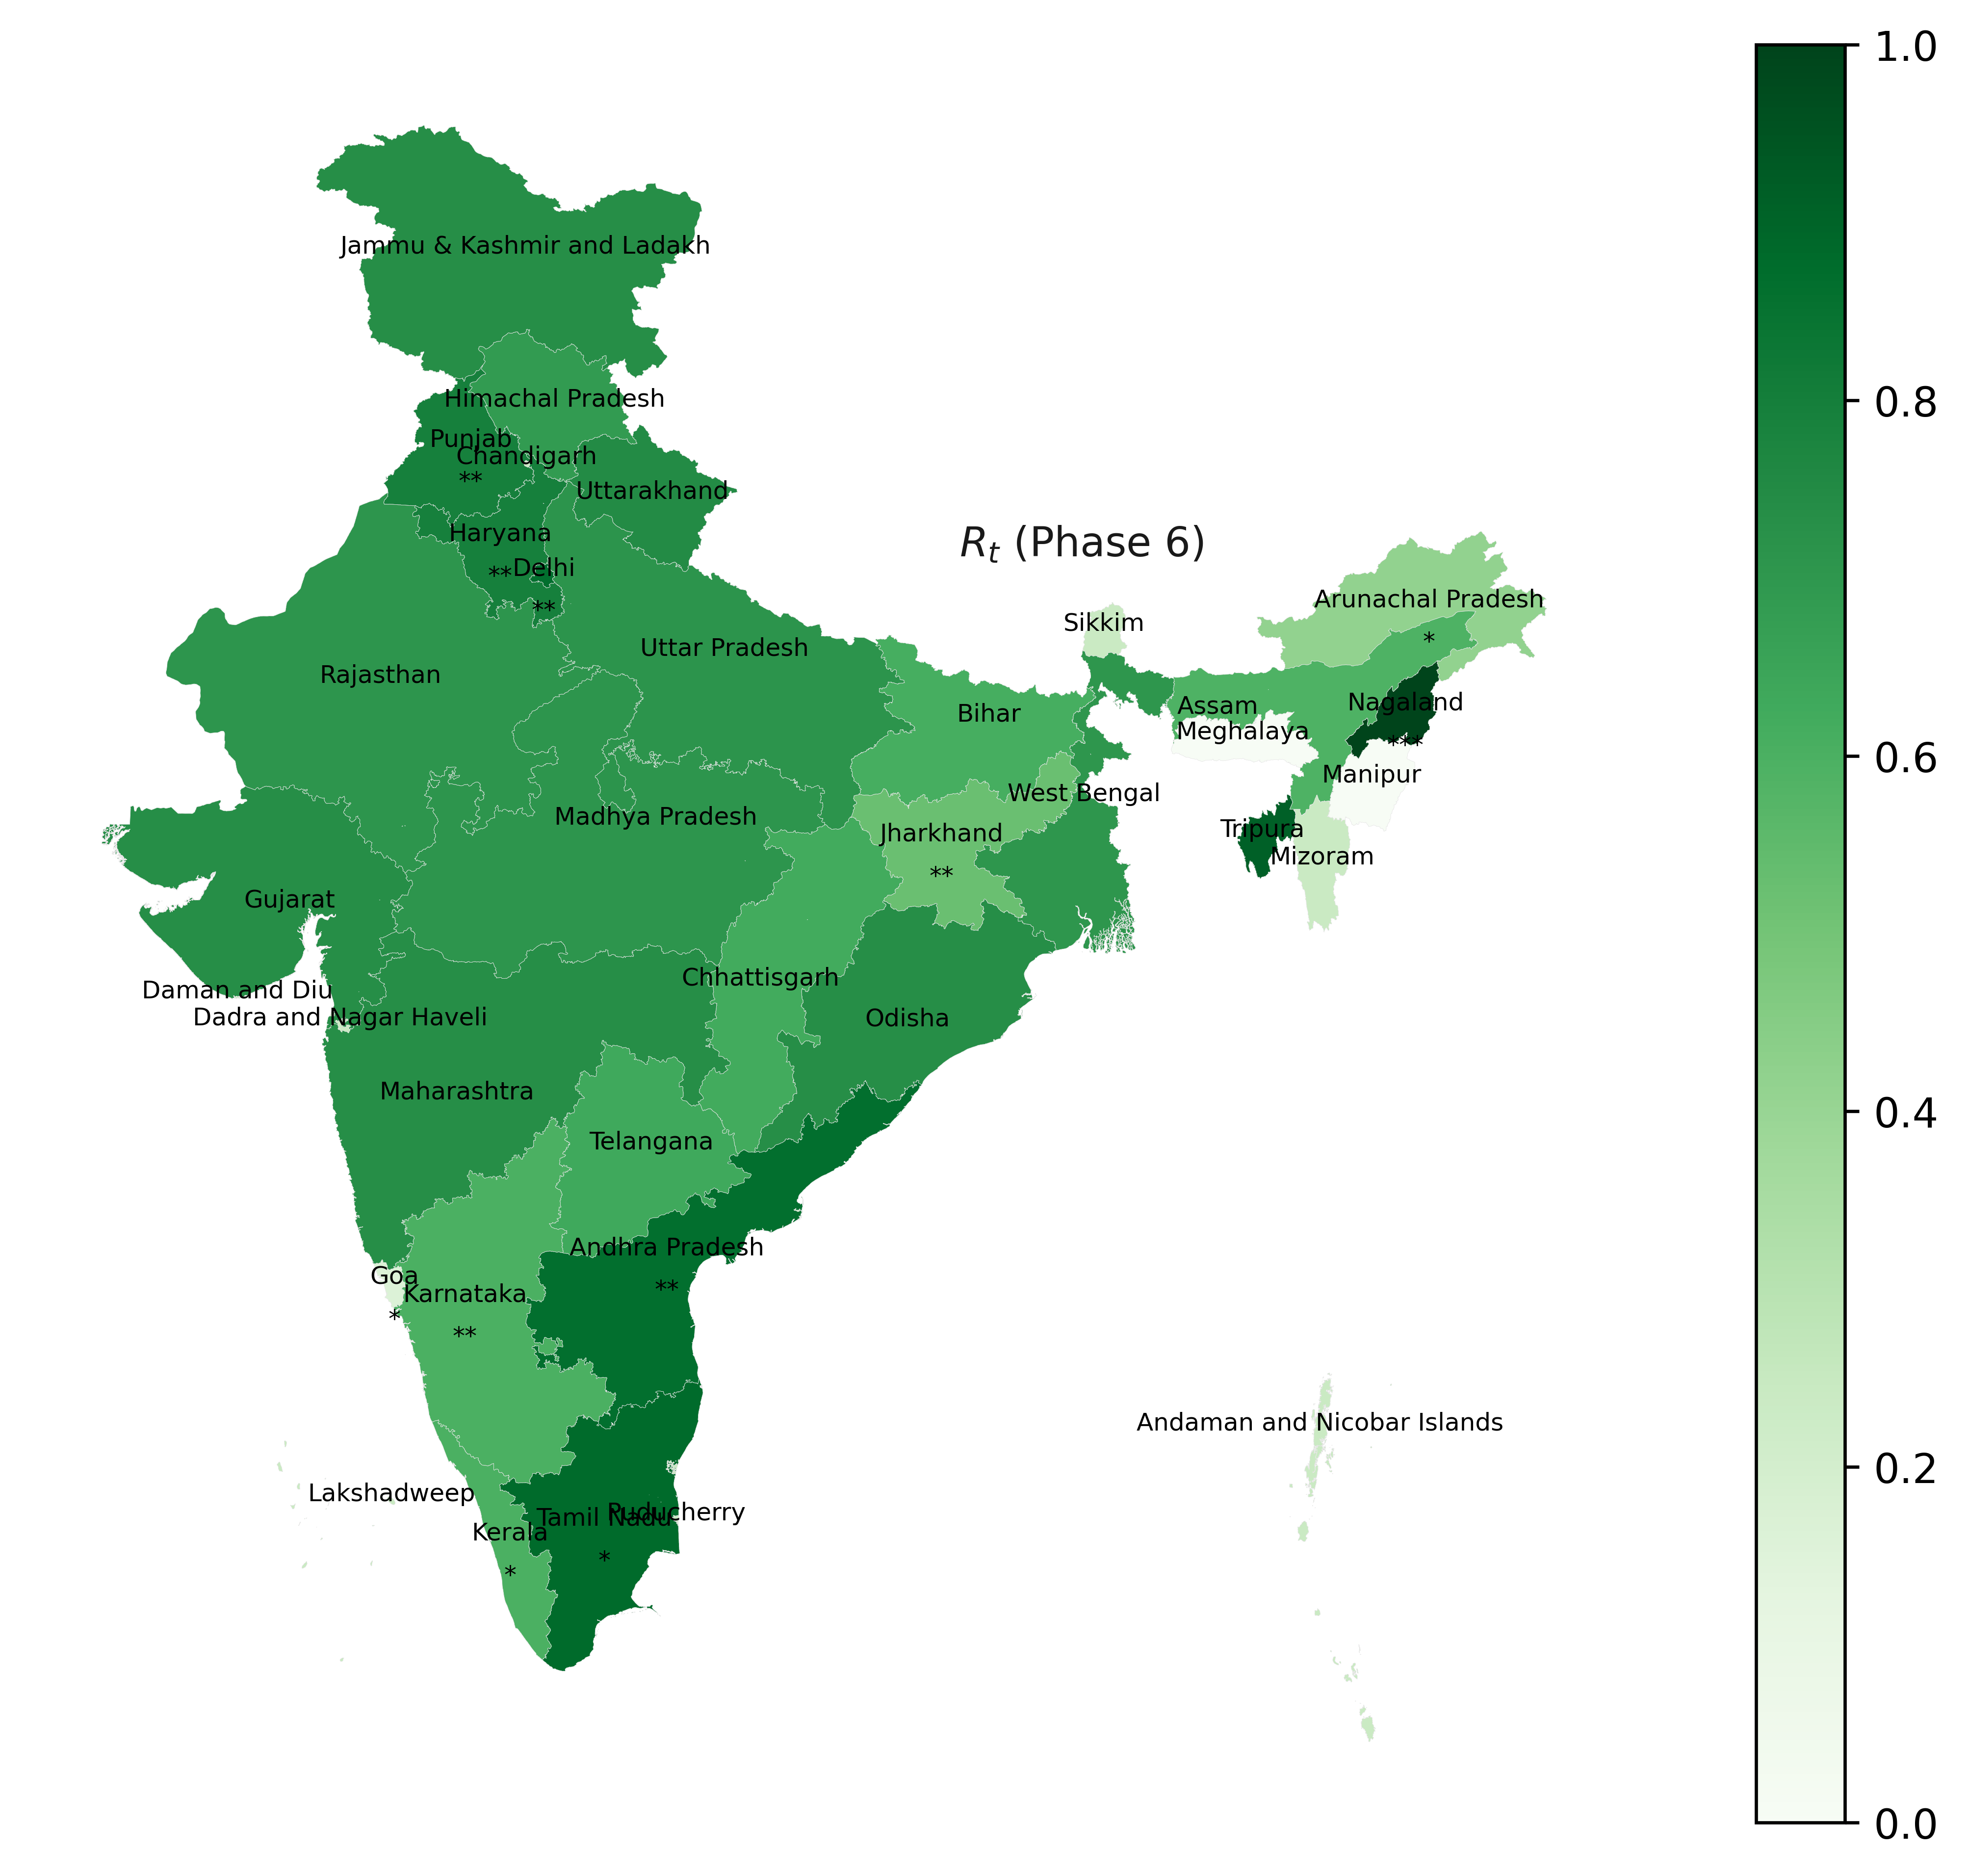 1.0
Jammu & Kashmir and Ladakh
Himachal Pradesh
0.8
Punjab
Chandigarh
**
Uttarakhand
Haryana
R_t (Phase 6)
Delhi
**
Arunachal Pradesh
**
Sikkim
*
Uttar Pradesh
Rajasthan
Nagaland
Assam
Bihar
Meghalaya
***
0.6
Manipur
West Bengal
Madhya Pradesh
Tripura
Jharkhand
Mizoram
**
Gujarat
Chhattisgarh
Daman and Diu
Dadra and Nagar Haveli
Odisha
Maharashtra
0.4
Telangana
Andhra Pradesh
Goa
**
Karnataka
*
**
Andaman and Nicobar Islands
0.2
Lakshadweep
Puducherry
Tamil Nadu
Kerala
*
*
0.0